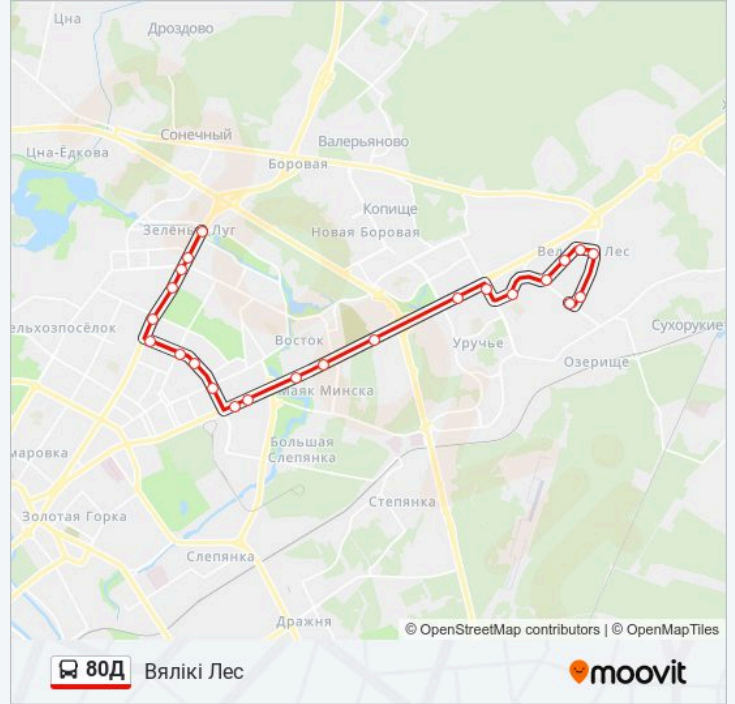 Цна
Дроздово
Сонечный
Валерьяново
Цна-Ёдкова
Боровая
Копище
Зелёный Луг
Новая Боровая
Лес
ельхозпосёлок
Восток
Уручье
Сухорукие
Озерище
Маяк Минска
маровка
Большая
Слепянка
Степянка
Золотая Горка
Слепянка
Дражня
© OpenStreetMap contributors | © OpenMapTiles
80Д Вялікі Лес
moovit